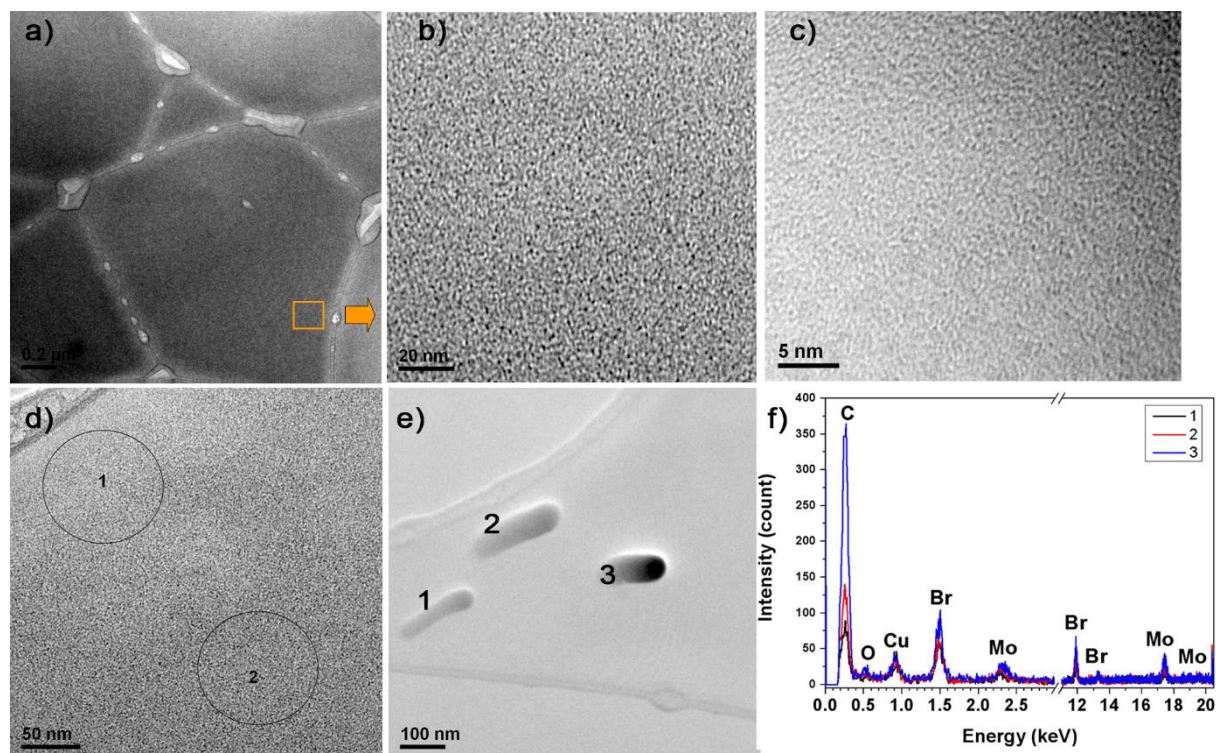 a)
0.2 µm
b)
20 nm
c)
5 nm
d)
1
2
50 nm
e)
1
2
3
100 nm
f)
400
350
300
250
200
150
100
50
0
Intensity (count)
C
O
Cu
Br
Mo
Br
Br
Mo
Mo
1
2
3
0.0 0.5 1.0 1.5 2.0 2.5 12 14 16 18 20
Energy (keV)